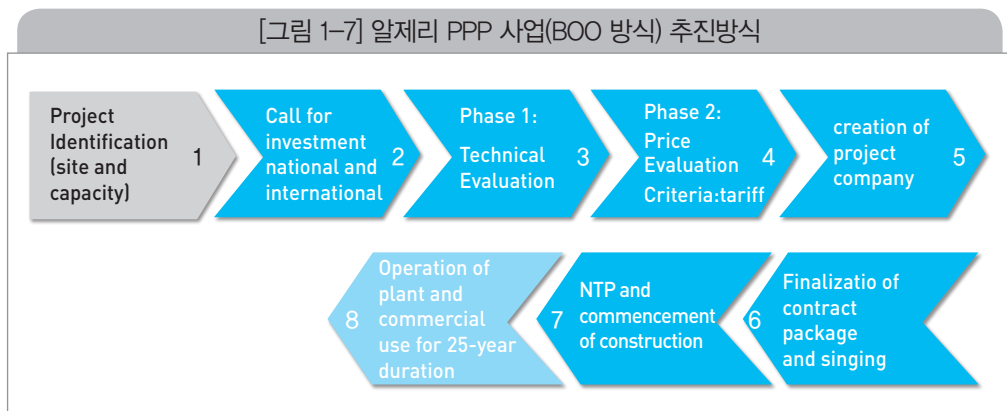 [그림 1-7] 알제리 PPP 사업(BOO 방식) 추진방식
Project
Identification
(site and
capacity)
1
Call for
investment
national and
international
2
Phase 1:
Technical
Evaluation
3
Phase 2:
Price
Evaluation
Criteria:tariff
4
creation of
project
company
5
Finalizatio of
contract
package
and singing
6
NTP and
commencement
of construction
7
Operation of
plant and
commercial
use for 25-year
duration
8